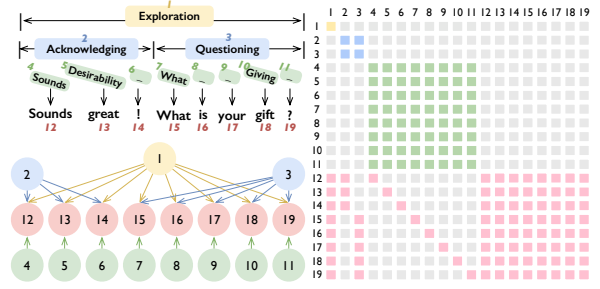 1
Exploration
2 3
Acknowledging Questioning
4 5 6 7 8 9 10 11
Sounds Desirability _ What _ _ Giving _
Sounds great ! What is your gift ?
12 13 14 15 16 17 18 19
1
2 3
12 13 14 15 16 17 18 19
4 5 6 7 8 9 10 11
1 2 3 4 5 6 7 8 9 10 11 12 13 14 15 16 17 18 19
1
2
3
4
5
6
7
8
9
10
11
12
13
14
15
16
17
18
19